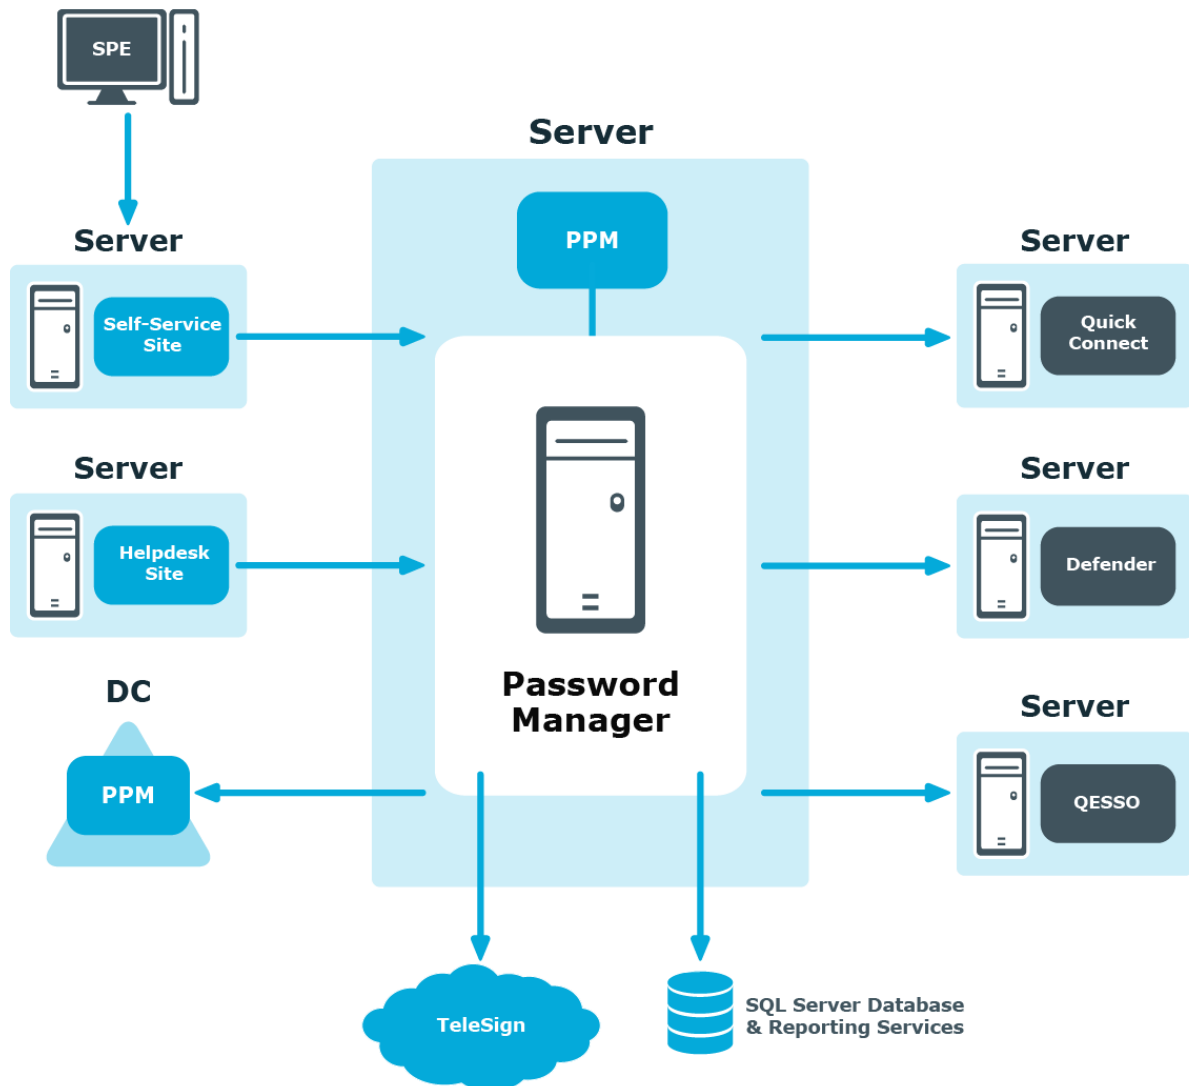 SPE
Server
PPM
Server
Self-Service
Site
Server
Quick
Connect
Server
Helpdesk
Site
Server
Defender
Password
Manager
DC
PPM
Server
QESSO
TeleSign
SQL Server Database
& Reporting Services